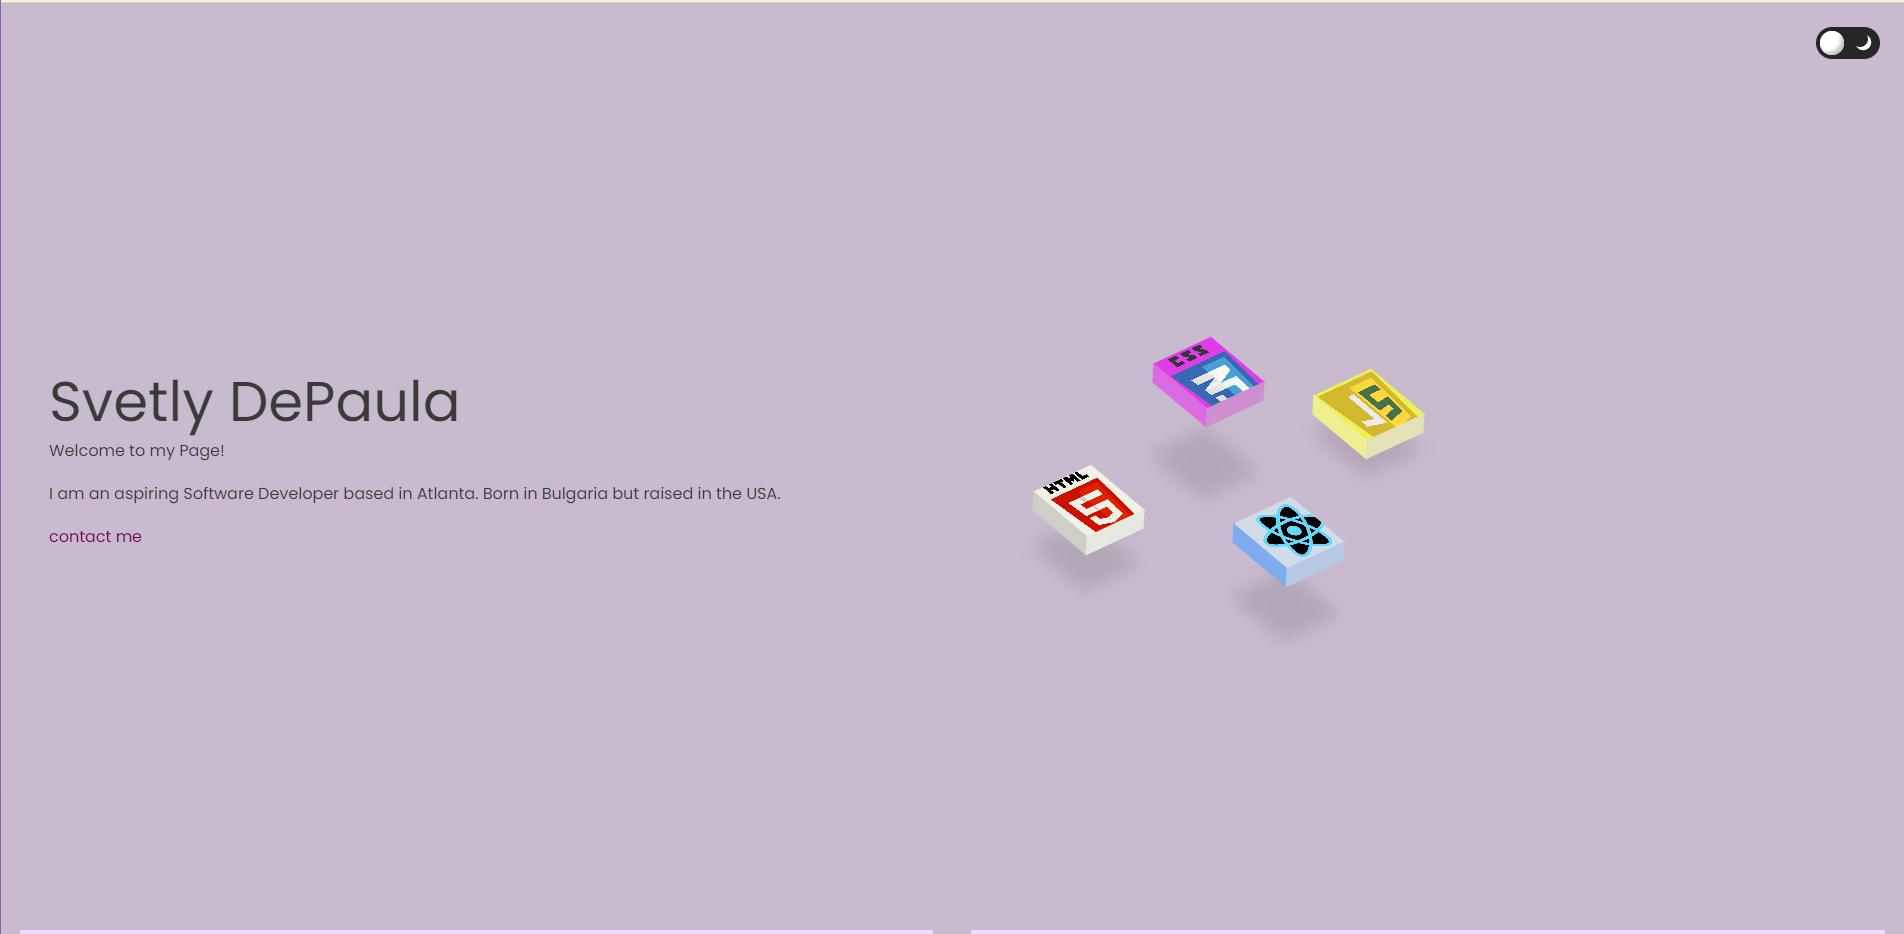 Svetly DePaula
Welcome to my Page!
I am an aspiring Software Developer based in Atlanta. Born in Bulgaria but raised in the USA.
contact me
CSS
HTML
5